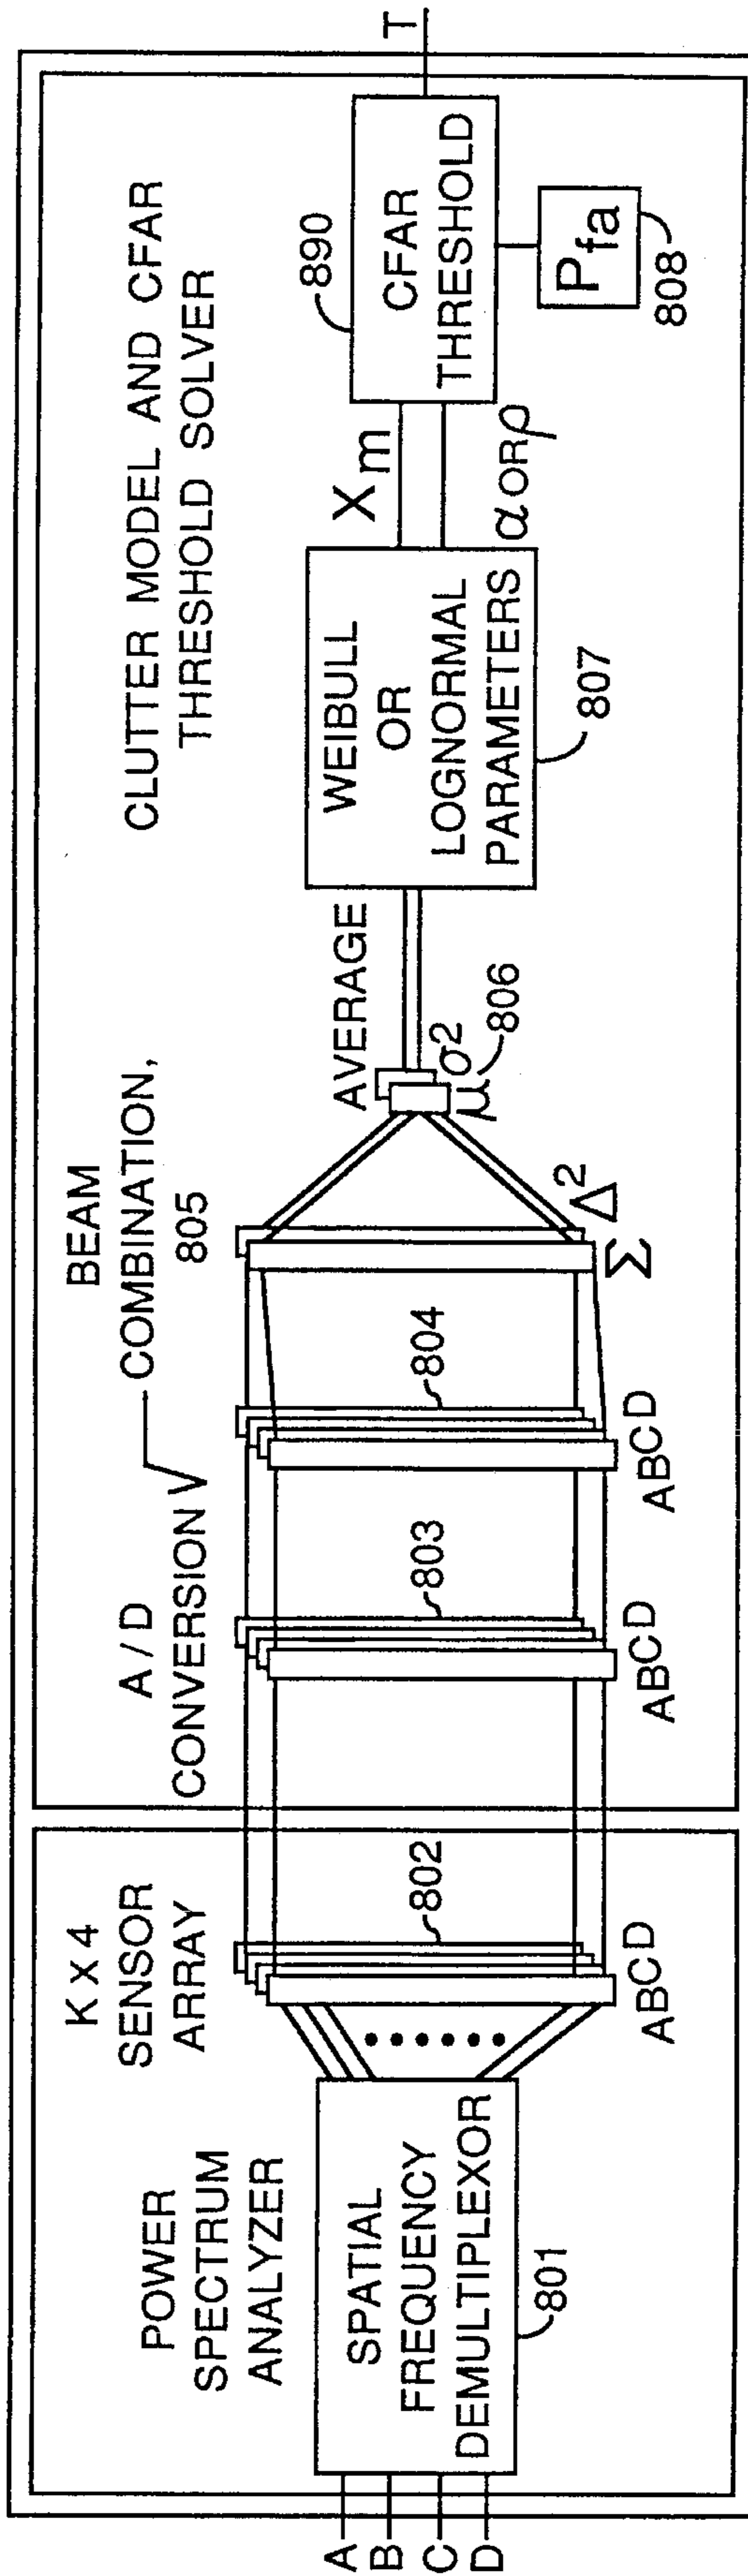 POWER
SPECTRUM
ANALYZER
K x 4
SENSOR
ARRAY
A / D
CONVERSION
BEAM
COMBINATION,
805
CLUTTER MODEL AND CFAR
THRESHOLD SOLVER
A
B
C
D
SPATIAL
FREQUENCY
DEMULTIPLEXOR
801
802
ABCD
803
ABCD
804
ABCD
Σ Δ²
AVERAGE
μ σ²
806
WEIBULL
OR
LOGNORMAL
PARAMETERS
807
Xm
α OR ρ
890
CFAR
THRESHOLD
Pfa
808
T